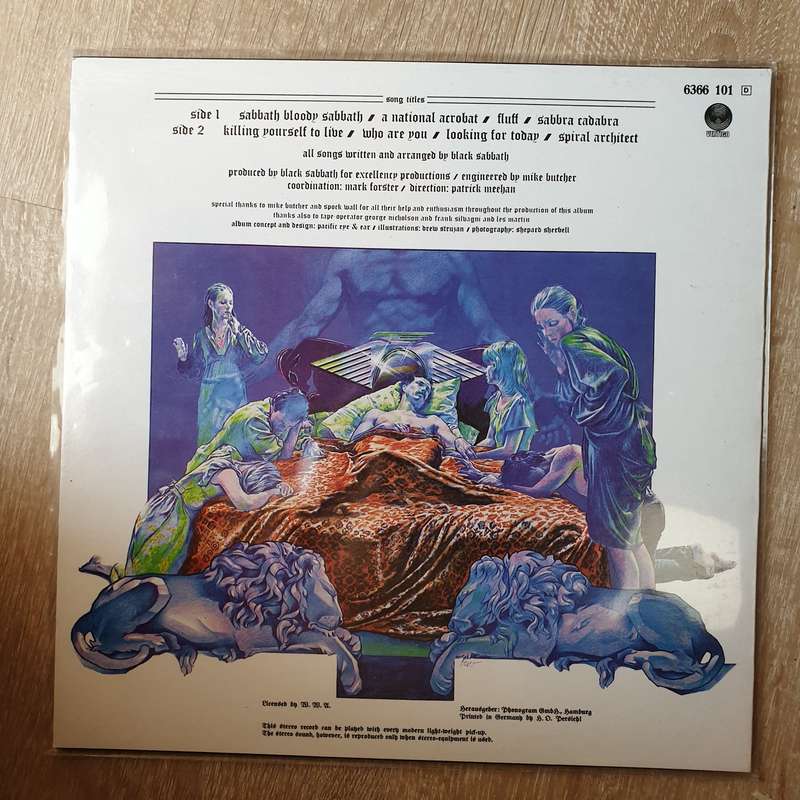 6366 101 D
VERTIGO
song titles
side 1 sabbath bloody sabbath // a national acrobat // fluff // sabbra cadabra
side 2 killing yourself to live // who are you // looking for today // spiral architect
all songs written and arranged by black sabbath
produced by black sabbath for excellency productions / engineered by mike butcher
coordination: mark forster / direction: patrick meehan
special thanks to mike butcher and spock wall for all their help and enthusiasm throughout the production of this album
thanks also to tape operator george nicholson and frank silvagni and les martin
album concept and design: pacific eye & ear / illustrations: drew struzan / photography: shepard sherbell
Licensed by W. W. A.
Herausgeber: Phonogram GmbH., Hamburg
Printed in Germany by H. O. Persiehl
This stereo record can be played with every modern light-weight pick-up.
The stereo sound, however, is reproduced only when stereo-equipment is used.